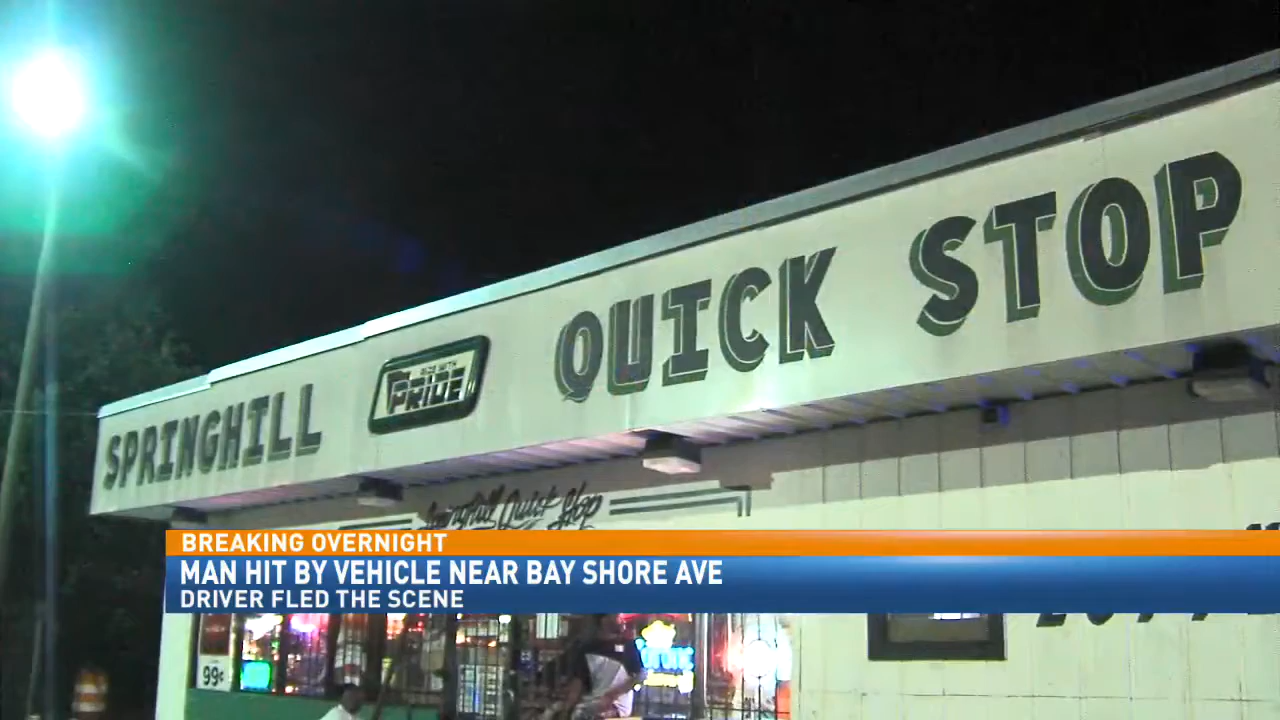 SPRINGHILL
PRIDE
QUICK STOP
Springhill Quick Stop
BREAKING OVERNIGHT
MAN HIT BY VEHICLE NEAR BAY SHORE AVE
DRIVER FLED THE SCENE
99¢